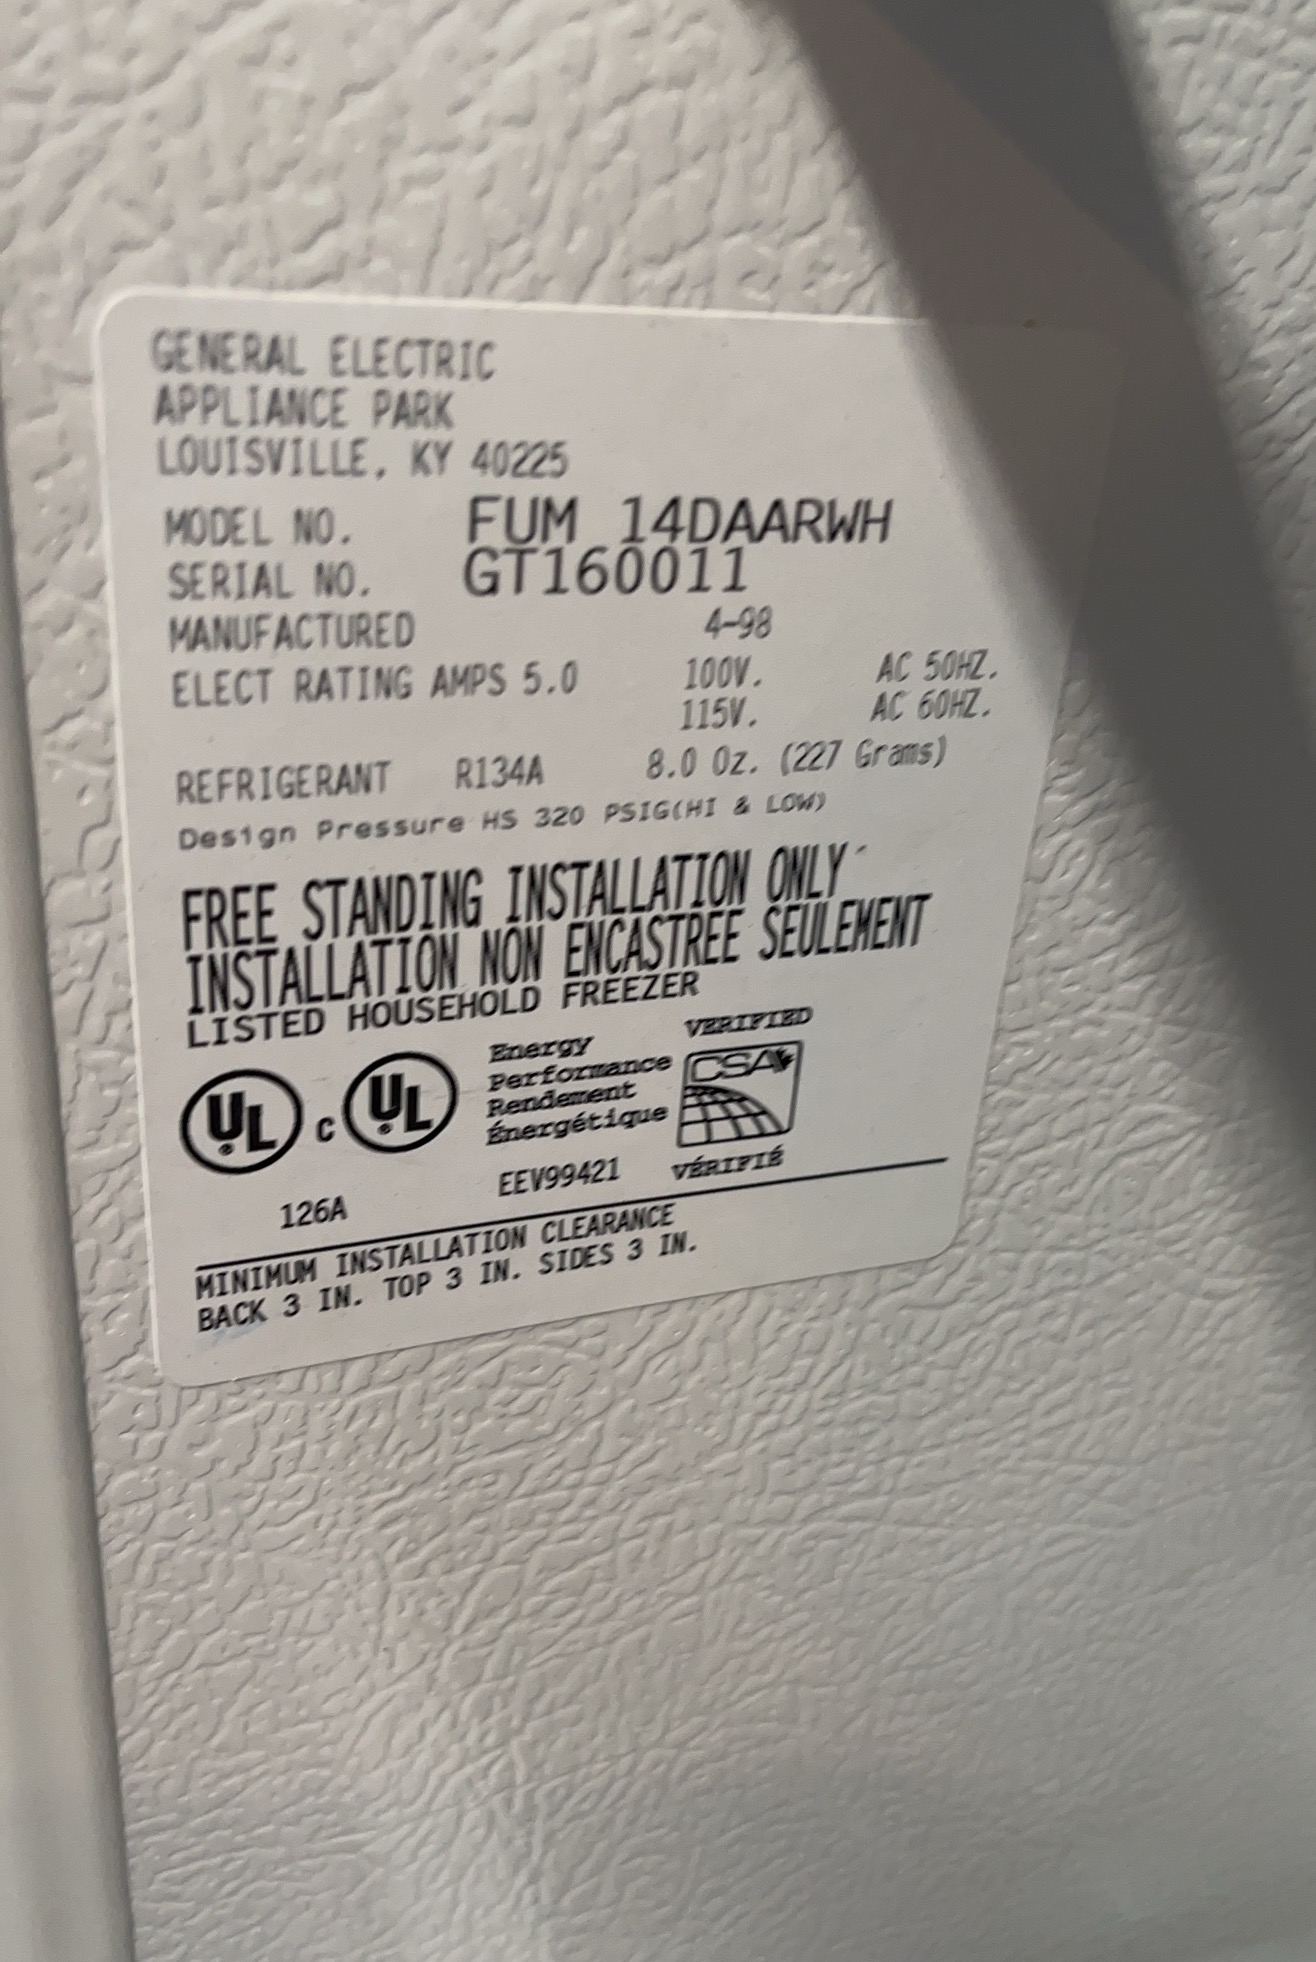 GENERAL ELECTRIC
APPLIANCE PARK
LOUISVILLE, KY 40225
MODEL NO. FUM 14DAARWH
SERIAL NO. GT160011
MANUFACTURED 4-98
ELECT RATING AMPS 5.0 100V. AC 50HZ.
115V. AC 60HZ.
REFRIGERANT R134A 8.0 Oz. (227 Grams)
Design Pressure HS 320 PSIG(HI & LOW)
FREE STANDING INSTALLATION ONLY
INSTALLATION NON ENCASTREE SEULEMENT
LISTED HOUSEHOLD FREEZER
UL ® C UL ®
Energy
Performance
Rendement
Énergétique
VERIFIED
CSA
VÉRIFIÉ
126A EEV99421
MINIMUM INSTALLATION CLEARANCE
BACK 3 IN. TOP 3 IN. SIDES 3 IN.